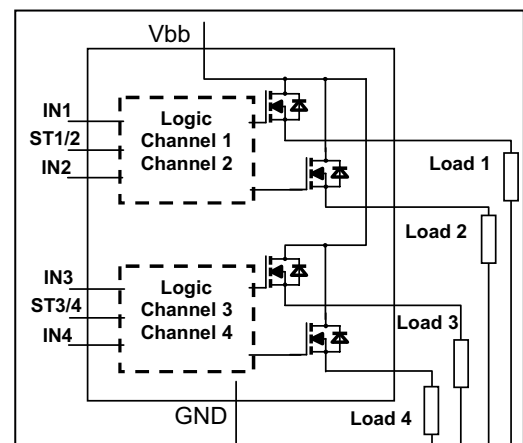 Vbb
IN1
ST1/2
IN2
Logic
Channel 1
Channel 2
Load 1
Load 2
IN3
ST3/4
IN4
Logic
Channel 3
Channel 4
Load 3
Load 4
GND